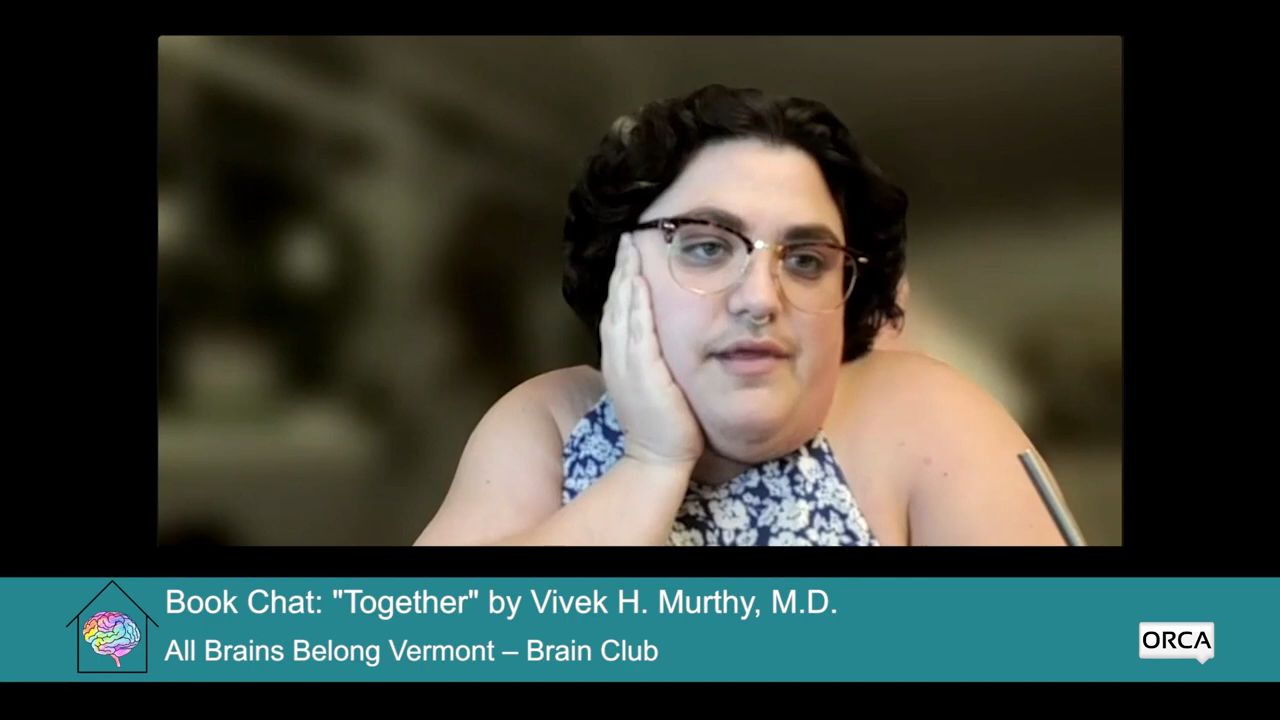 Book Chat: "Together" by Vivek H. Murthy, M.D.
All Brains Belong Vermont – Brain Club
ORCA